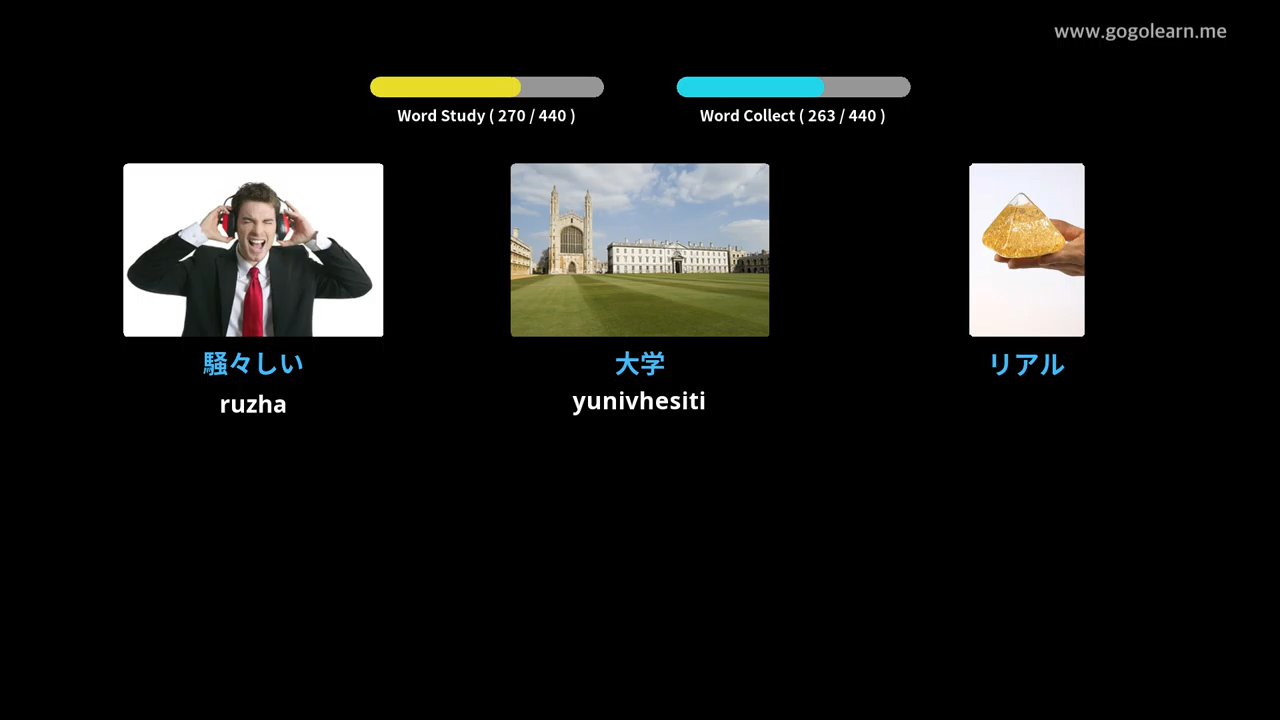 www.gogolearn.me
Word Study ( 270 / 440 )
Word Collect ( 263 / 440 )
騒々しい
大学
リアル
ruzha
yunivhesiti